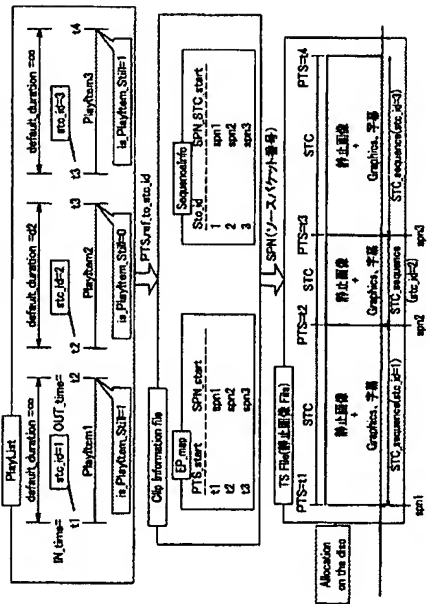 PlayList
default_duration =∞
default_duration =d2
default_duration =∞
stc_id=1
stc_id=2
stc_id=3
IN_time=
OUT_time=
t1
t2
t2
t3
t3
t4
PlayItem1
PlayItem2
PlayItem3
is_PlayItem_Still=1
is_PlayItem_Still=0
is_PlayItem_Still=1
PTS,ref_to_stc_id
Clip Information file
EP_map
PTS_start SPN_start
t1 spn1
t2 spn2
t3 spn3
SequenceInfo
Stc_id SPN_STC_start
1 spn1
2 spn2
3 spn3
SPN(ソースパケット番号)
TS File(静止画像 File)
PTS=t1
PTS=t2
PTS=t3
PTS=t4
STC
STC
STC
静止画像
+
Graphics、字幕
静止画像
+
Graphics、字幕
静止画像
+
Graphics、字幕
STC_sequence(stc_id=1)
STC_sequence
(stc_id=2)
STC_sequence(stc_id=3)
Allocation
on the disc
spn1
spn2
spn3